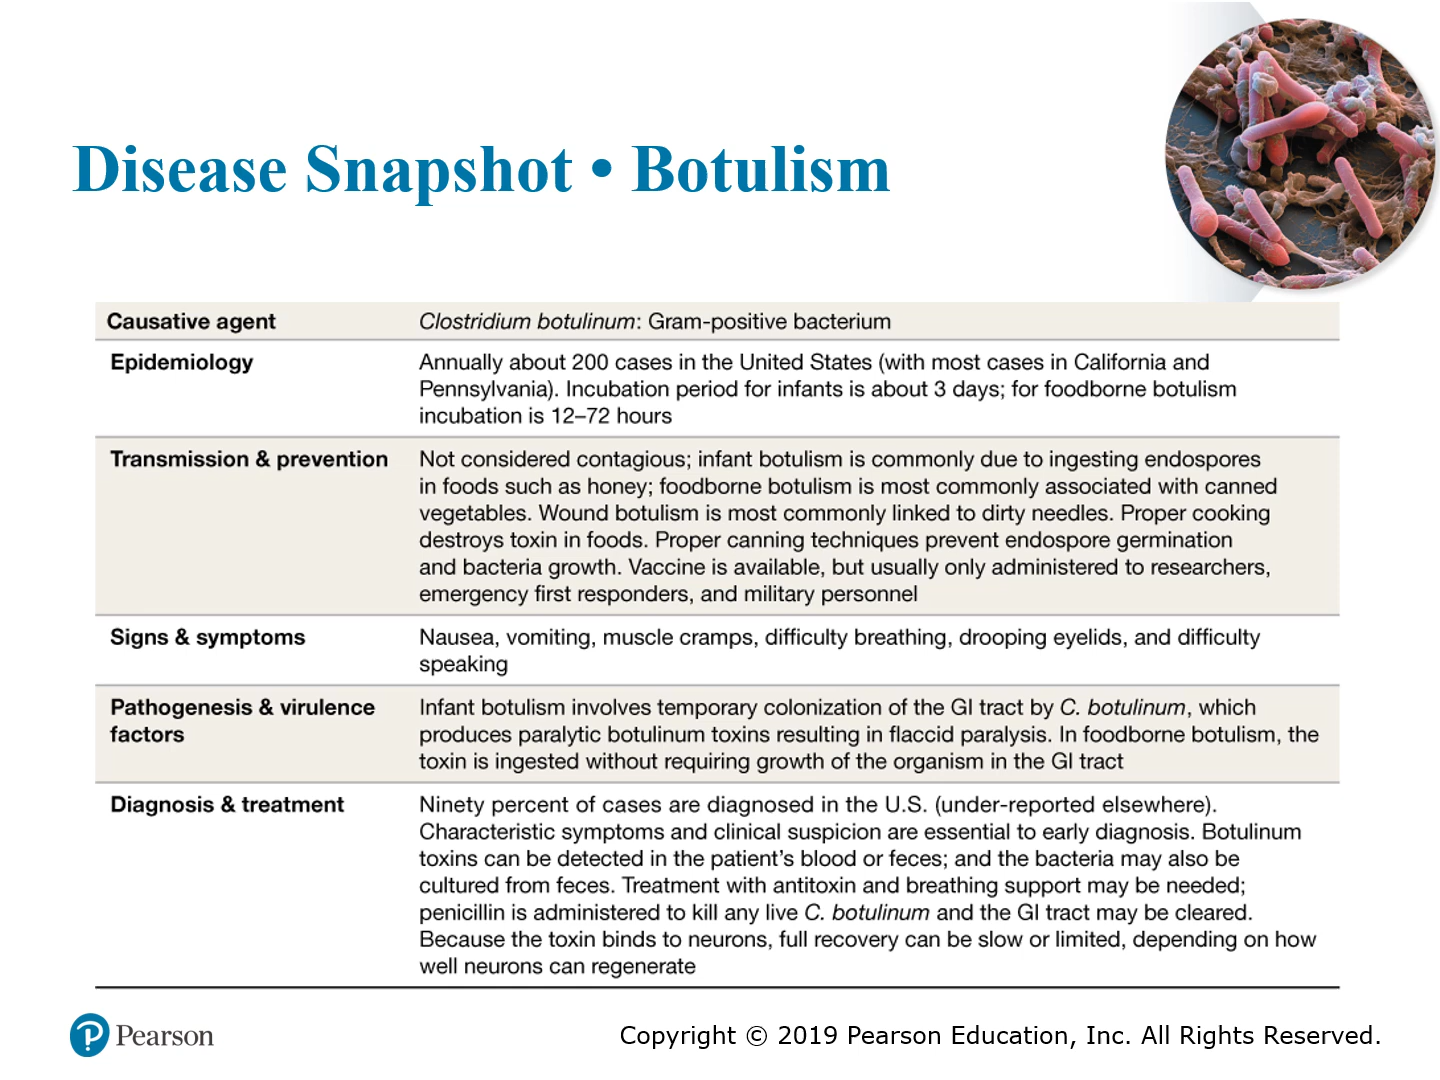 Disease Snapshot • Botulism
Causative agent
Clostridium botulinum: Gram-positive bacterium
Epidemiology
Annually about 200 cases in the United States (with most cases in California and
Pennsylvania). Incubation period for infants is about 3 days; for foodborne botulism
incubation is 12–72 hours
Transmission & prevention
Not considered contagious; infant botulism is commonly due to ingesting endospores
in foods such as honey; foodborne botulism is most commonly associated with canned
vegetables. Wound botulism is most commonly linked to dirty needles. Proper cooking
destroys toxin in foods. Proper canning techniques prevent endospore germination
and bacteria growth. Vaccine is available, but usually only administered to researchers,
emergency first responders, and military personnel
Signs & symptoms
Nausea, vomiting, muscle cramps, difficulty breathing, drooping eyelids, and difficulty
speaking
Pathogenesis & virulence
factors
Infant botulism involves temporary colonization of the GI tract by C. botulinum, which
produces paralytic botulinum toxins resulting in flaccid paralysis. In foodborne botulism, the
toxin is ingested without requiring growth of the organism in the GI tract
Diagnosis & treatment
Ninety percent of cases are diagnosed in the U.S. (under-reported elsewhere).
Characteristic symptoms and clinical suspicion are essential to early diagnosis. Botulinum
toxins can be detected in the patient's blood or feces; and the bacteria may also be
cultured from feces. Treatment with antitoxin and breathing support may be needed;
penicillin is administered to kill any live C. botulinum and the GI tract may be cleared.
Because the toxin binds to neurons, full recovery can be slow or limited, depending on how
well neurons can regenerate
P Pearson
Copyright © 2019 Pearson Education, Inc. All Rights Reserved.